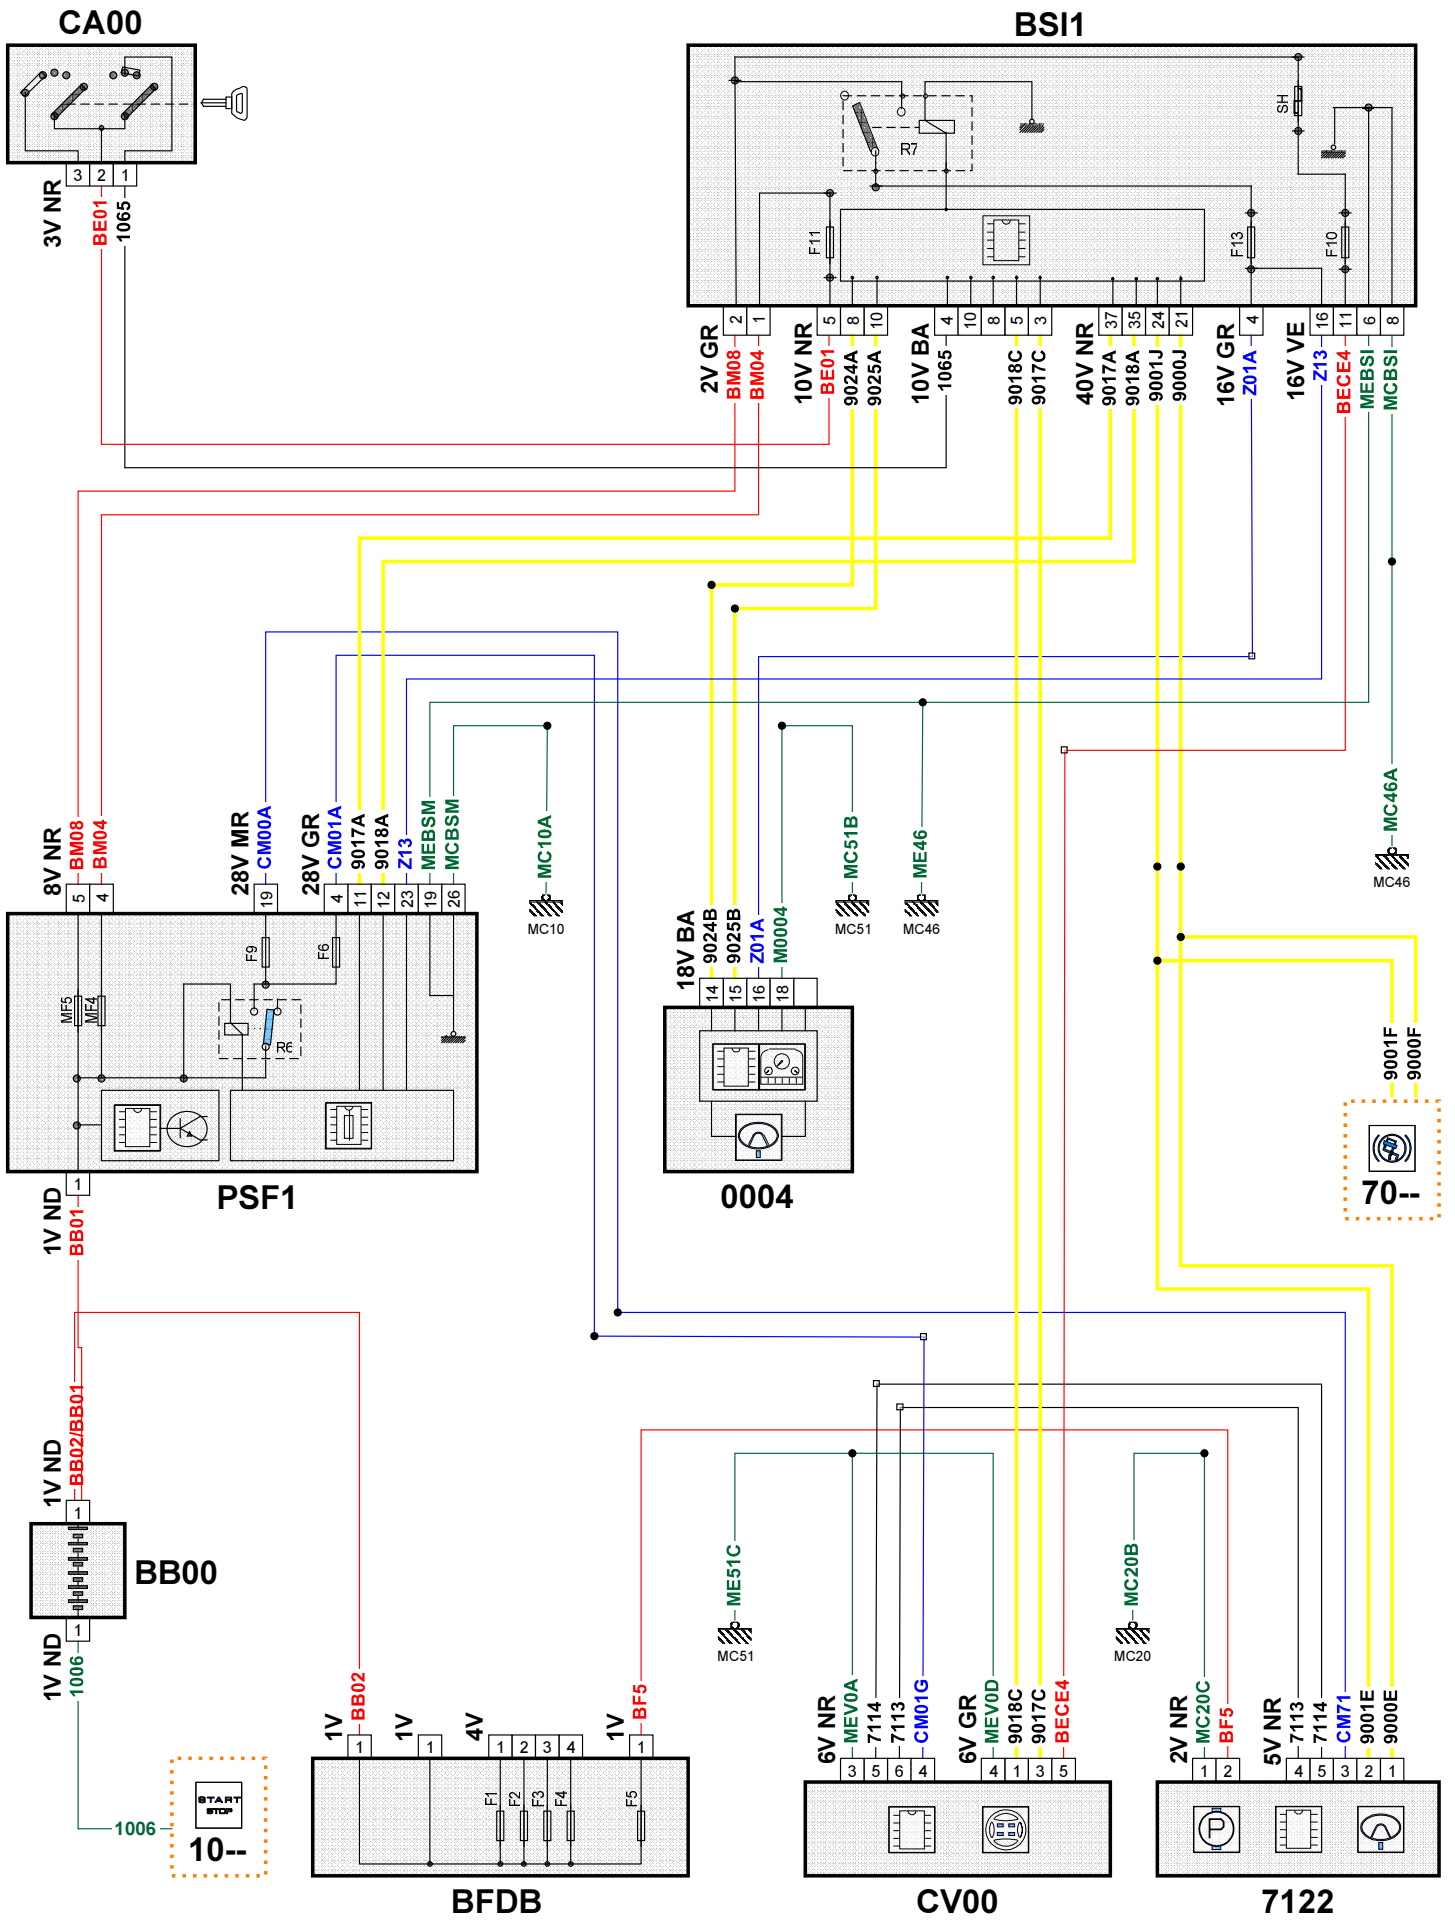 CA00
BSI1
SH
R7
F11
F13
F10
3 2 1
3V NR
BE01
1065
2 1 5 8 10 4 10 8 5 3 37 35 24 21 4 16 11 6 8
2V GR
BM08
BM04
10V NR
BE01
9024A
9025A
10V BA
1065
9018C
9017C
40V NR
9017A
9018A
9001J
9000J
16V GR
Z01A
16V VE
Z13
BECE4
MEBSI
MCBSI
8V NR
BM08
BM04
28V MR
CM00A
28V GR
CM01A
9017A
9018A
Z13
MEBSM
MCBSM
MC10A
MC10
MC51B
MC51
ME46
MC46
MC46A
MC46
5 4 19 4 11 12 23 19 26
F9
F6
MF5
MF4
R6
PSF1
18V BA
9024B
9025B
Z01A
M0004
14 15 16 18
0004
9001F
9000F
70--
1
1V ND
BB01
BB02/BB01
1V ND
1
BB00
1
1V ND
1006
1006
START
STOP
10--
1V
BB02
1V
4V
1V
BF5
1 1 1 2 3 4 1
F1
F2
F3
F4
F5
BFDB
ME51C
MC51
MC20B
MC20
6V NR
MEV0A
7114
7113
CM01G
6V GR
MEV0D
9018C
9017C
BECE4
3 5 6 4 4 1 3 5
CV00
2V NR
MC20C
BF5
5V NR
7113
7114
CM71
9001E
9000E
1 2 4 5 3 2 1
P
7122